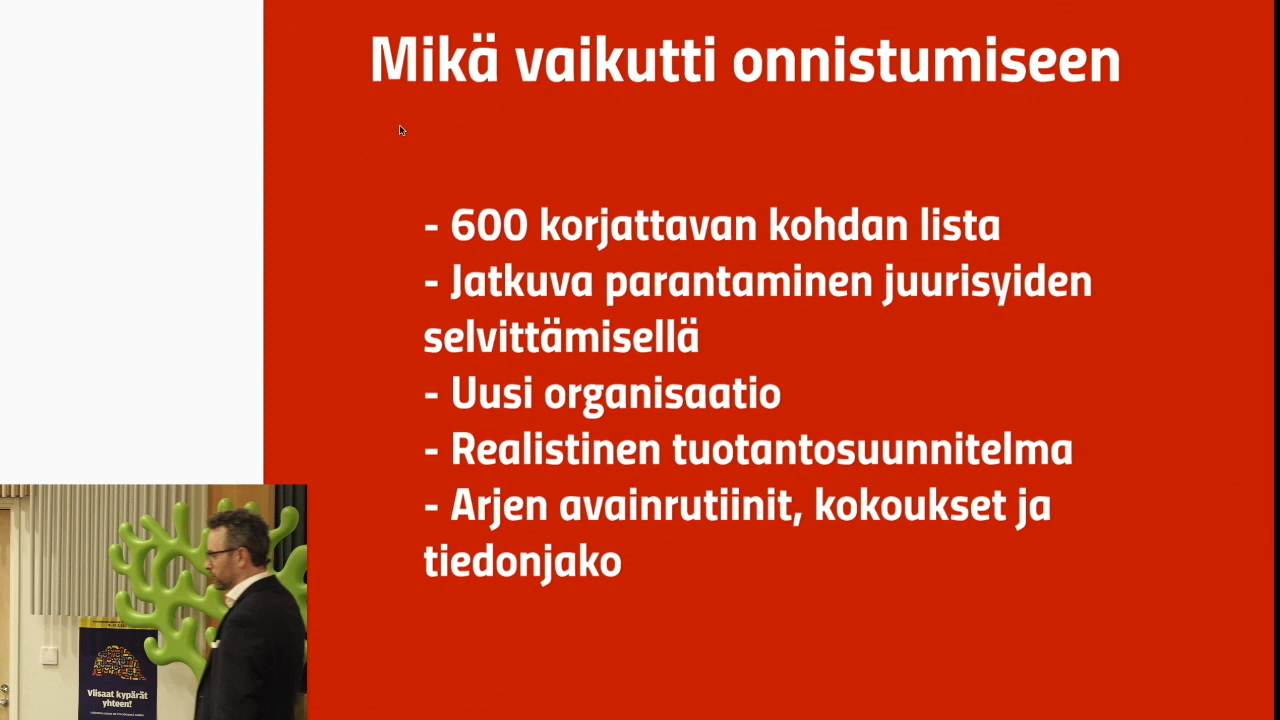 Mikä vaikutti onnistumiseen
- 600 korjattavan kohdan lista
- Jatkuva parantaminen juurisyiden
selvittämisellä
- Uusi organisaatio
- Realistinen tuotantosuunnitelma
- Arjen avainrutiinit, kokoukset ja
tiedonjako
Viisaat kypärät
yhteen!